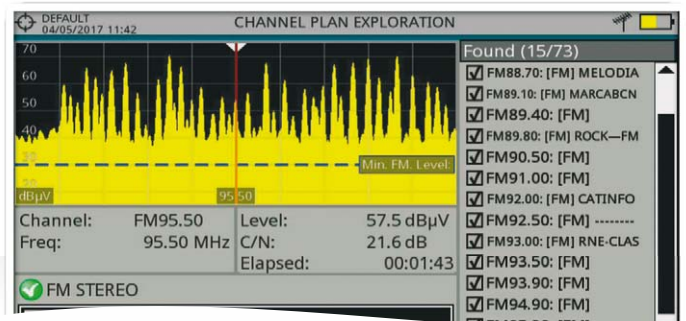 DEFAULT
04/05/2017 11:42
CHANNEL PLAN EXPLORATION
70
60
50
40
30
20
dBµV
95.50
Min. FM. Level:
Channel: FM95.50
Freq: 95.50 MHz
Level: 57.5 dBµV
C/N: 21.6 dB
Elapsed: 00:01:43
FM STEREO
Found (15/73)
FM88.70: [FM] MELODIA
FM89.10: [FM] MARCABCN
FM89.40: [FM]
FM89.80: [FM] ROCK—FM
FM90.50: [FM]
FM91.00: [FM]
FM92.00: [FM] CATINFO
FM92.50: [FM] --------
FM93.00: [FM] RNE-CLAS
FM93.50: [FM]
FM93.90: [FM]
FM94.90: [FM]